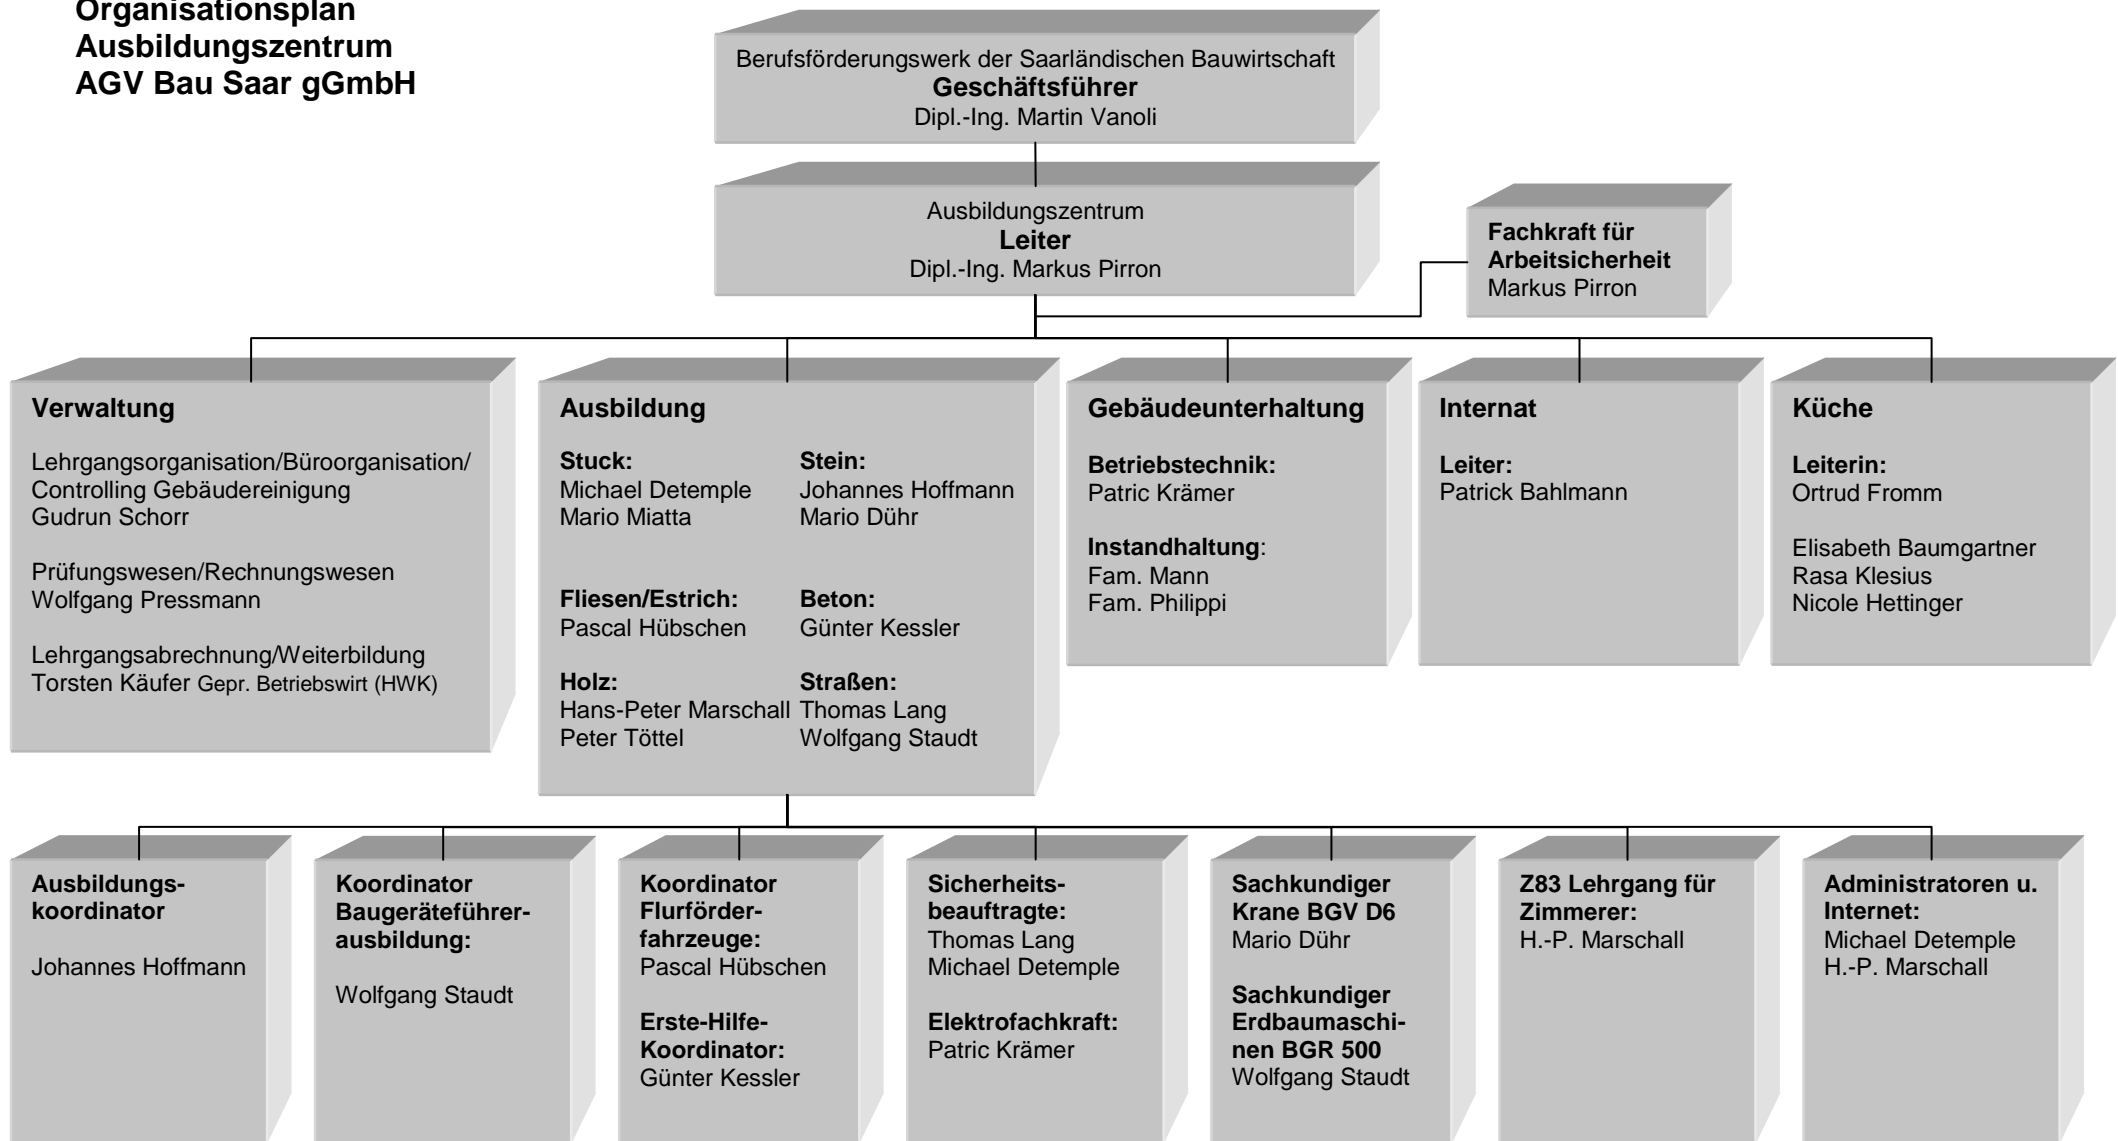 Organisationsplan
Ausbildungszentrum
AGV Bau Saar gGmbH
Berufsförderungswerk der Saarländischen Bauwirtschaft
Geschäftsführer
Dipl.-Ing. Martin Vanoli
Ausbildungszentrum
Leiter
Dipl.-Ing. Markus Pirron
Fachkraft für
Arbeitsicherheit
Markus Pirron
Verwaltung
Lehrgangsorganisation/Büroorganisation/
Controlling Gebäudereinigung
Gudrun Schorr
Prüfungswesen/Rechnungswesen
Wolfgang Pressmann
Lehrgangsabrechnung/Weiterbildung
Torsten Käufer Gepr. Betriebswirt (HWK)
Ausbildung
Stuck:
Michael Detemple
Mario Miatta
Stein:
Johannes Hoffmann
Mario Dühr
Fliesen/Estrich:
Pascal Hübschen
Beton:
Günter Kessler
Holz:
Hans-Peter Marschall
Peter Töttel
Straßen:
Thomas Lang
Wolfgang Staudt
Gebäudeunterhaltung
Betriebstechnik:
Patric Krämer
Instandhaltung:
Fam. Mann
Fam. Philippi
Internat
Leiter:
Patrick Bahlmann
Küche
Leiterin:
Ortrud Fromm
Elisabeth Baumgartner
Rasa Klesius
Nicole Hettinger
Ausbildungs-
koordinator
Johannes Hoffmann
Koordinator
Baugeräteführer-
ausbildung:
Wolfgang Staudt
Koordinator
Flurförder-
fahrzeuge:
Pascal Hübschen
Erste-Hilfe-
Koordinator:
Günter Kessler
Sicherheits-
beauftragte:
Thomas Lang
Michael Detemple
Elektrofachkraft:
Patric Krämer
Sachkundiger
Krane BGV D6
Mario Dühr
Sachkundiger
Erdbaumaschi-
nen BGR 500
Wolfgang Staudt
Z83 Lehrgang für
Zimmerer:
H.-P. Marschall
Administratoren u.
Internet:
Michael Detemple
H.-P. Marschall